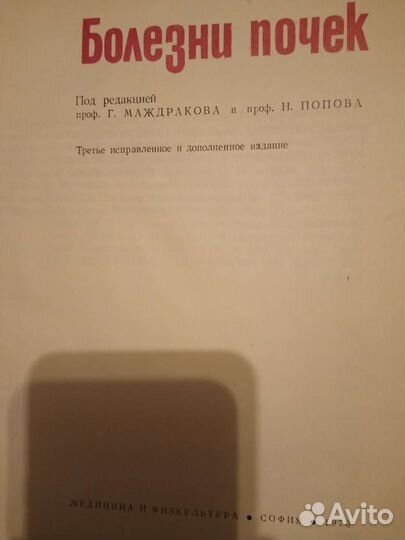 Болезни почек
Под редакцией
проф. Г. МАЖДРАКОВА и проф. Н. ПОПОВА
Третье исправленное и дополненное издание
МЕДИЦИНА И ФИЗКУЛЬТУРА • СОФИЯ •
Avito